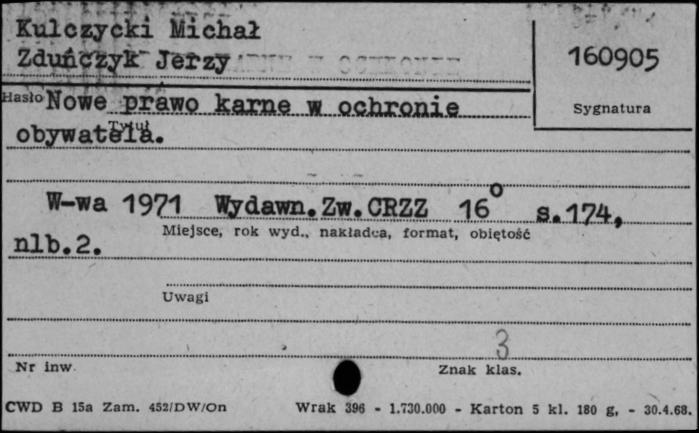 Kulczycki Michał
Zduńczyk Jerzy
160905
Hasło Nowe prawo karne w ochronie
Sygnatura
Tytuł
obywatela.
W-wa 1971 Wydawn.Zw.CRZZ 16° s.174,
Miejsce, rok wyd., nakładca, format, objętość
nlb.2.
Uwagi
3
Nr inw.
Znak klas.
CWD B 15a Zam. 452/DW/On Wrak 396 - 1.730.000 - Karton 5 kl. 180 g, - 30.4.68.